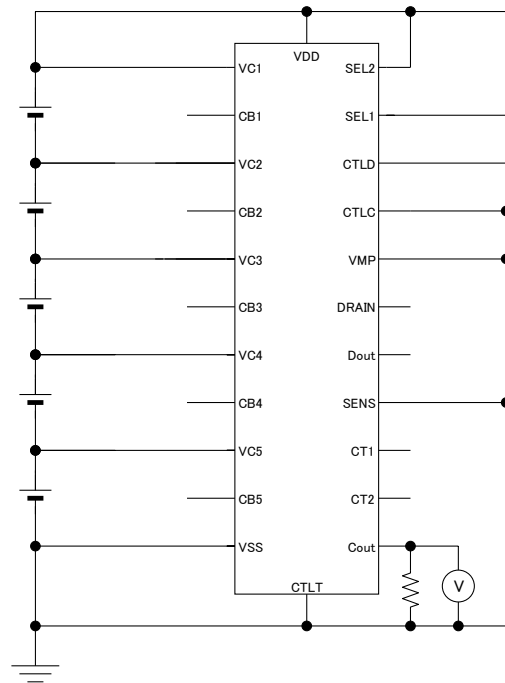 VDD
VC1 SEL2
CB1 SEL1
VC2 CTLD
CB2 CTLC
VC3 VMP
CB3 DRAIN
VC4 Dout
CB4 SENS
VC5 CT1
CB5 CT2
VSS Cout
CTLT V